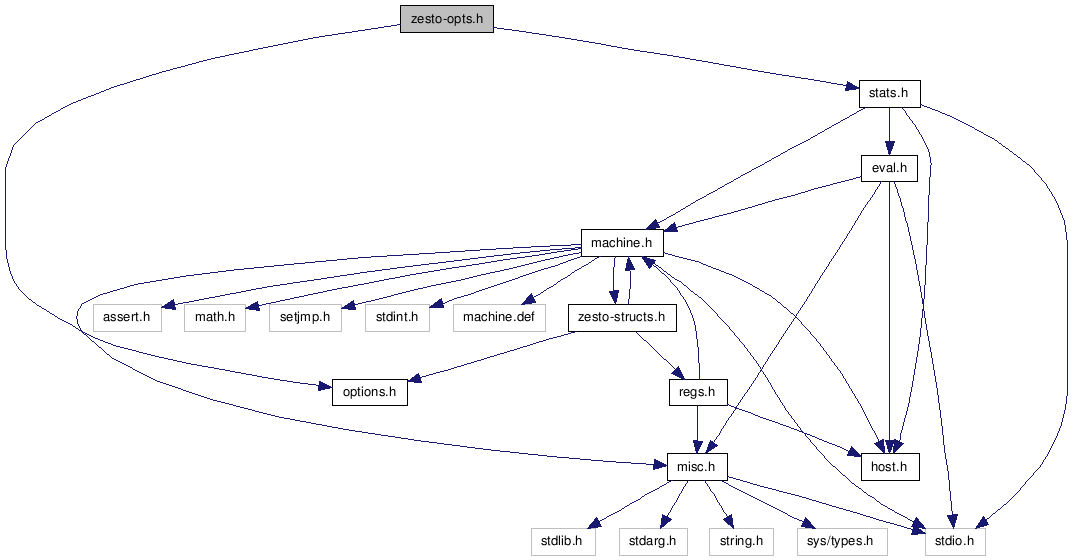 zesto-opts.h
stats.h
eval.h
machine.h
assert.h
math.h
setjmp.h
stdint.h
machine.def
zesto-structs.h
options.h
regs.h
misc.h
host.h
stdlib.h
stdarg.h
string.h
sys/types.h
stdio.h